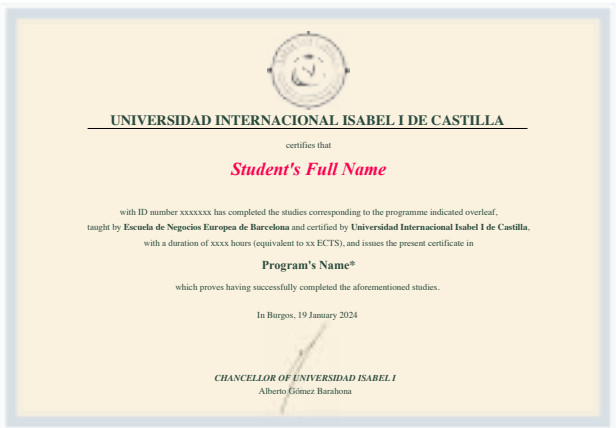 UNIVERSIDAD INTERNACIONAL ISABEL I DE CASTILLA
certifies that
Student's Full Name
with ID number xxxxxxx has completed the studies corresponding to the programme indicated overleaf,
taught by Escuela de Negocios Europea de Barcelona and certified by Universidad Internacional Isabel I de Castilla,
with a duration of xxxx hours (equivalent to xx ECTS), and issues the present certificate in
Program's Name*
which proves having successfully completed the aforementioned studies.
In Burgos, 19 January 2024
CHANCELLOR OF UNIVERSIDAD ISABEL I
Alberto Gómez Barahona